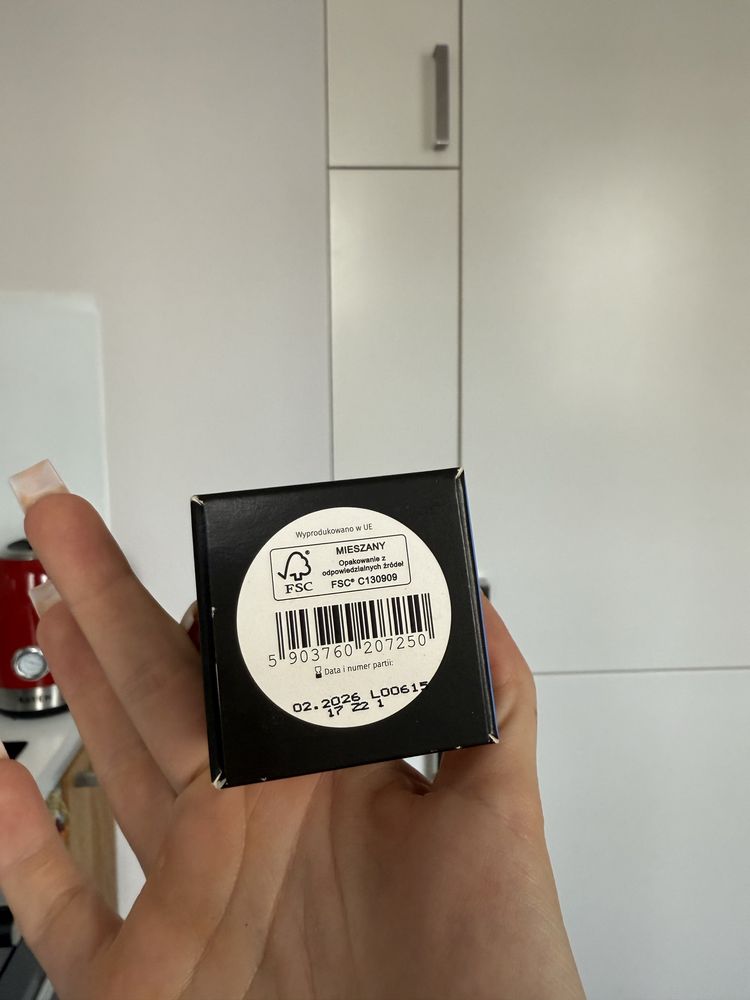 Wyprodukowano w UE
FSC
MIESZANY
Opakowanie z
odpowiedzialnych źródeł
FSC® C130909
5 903760 207250
Data i numer partii:
02.2026 L00615
17 22 1